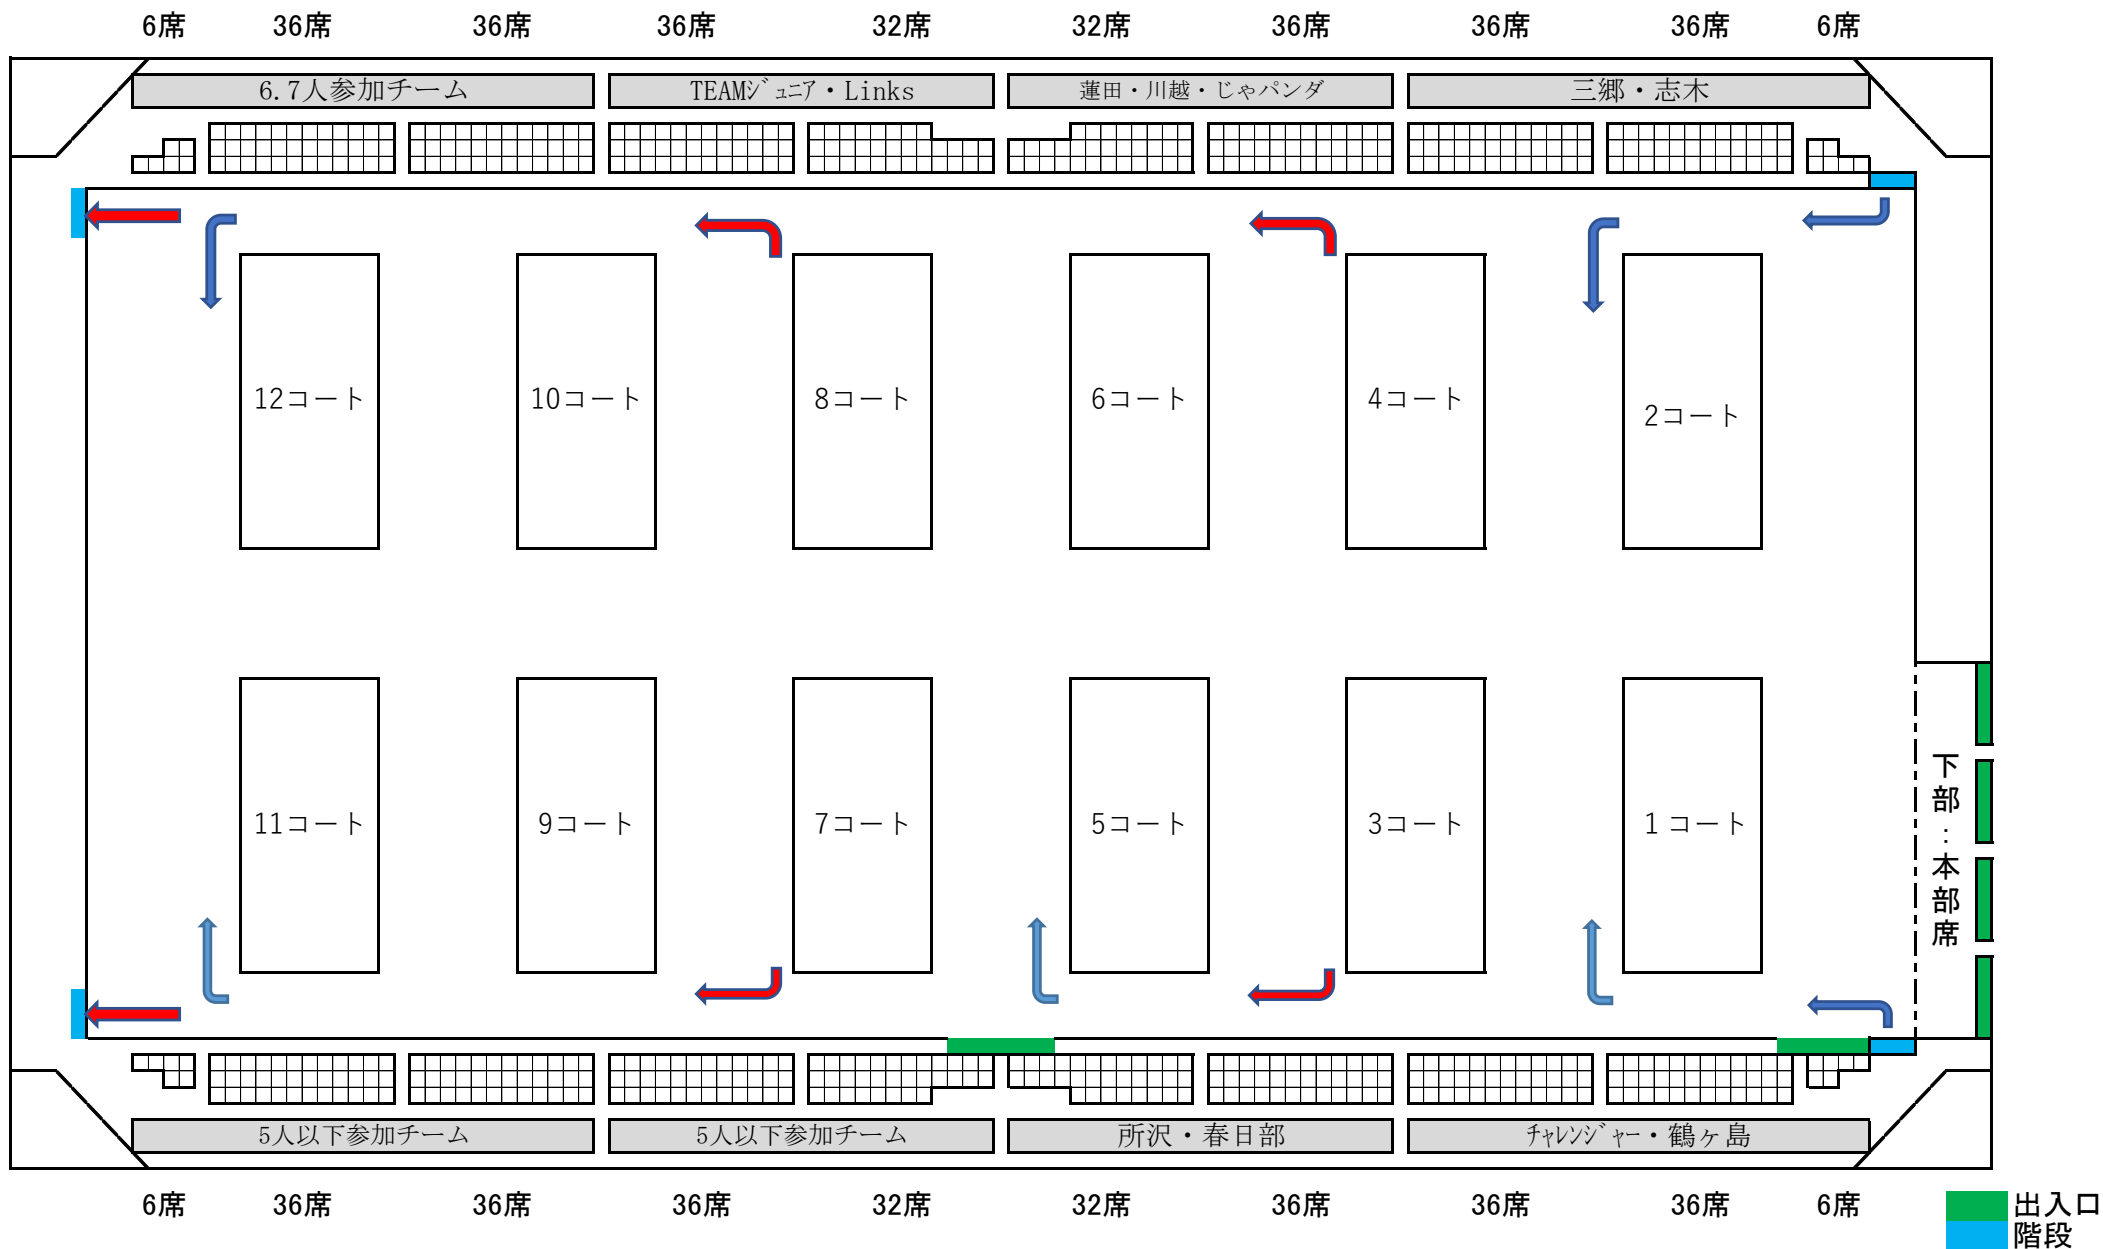 6席 36席 36席 36席 32席 32席 36席 36席 36席 6席
6.7人参加チーム TEAMｼﾞｭﾆｱ・Links 蓮田・川越・じゃパンダ 三郷・志木
12コート 10コート 8コート 6コート 4コート 2コート
11コート 9コート 7コート 5コート 3コート 1コート
下部：本部席
5人以下参加チーム 5人以下参加チーム 所沢・春日部 ﾁｬﾚﾝｼﾞｬｰ・鶴ヶ島
6席 36席 36席 36席 32席 32席 36席 36席 36席 6席
出入口
階段